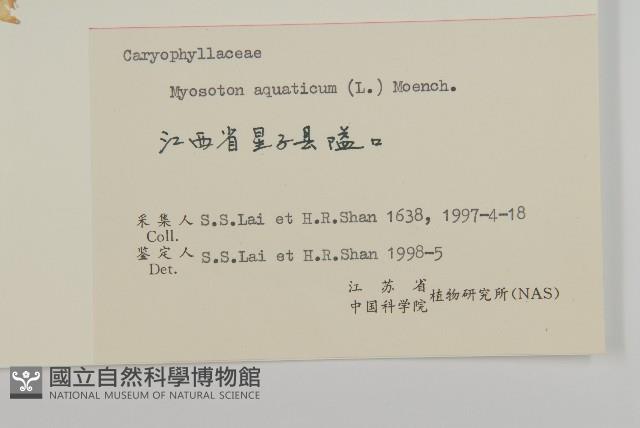 Caryophyllaceae
Myosoton aquaticum (L.) Moench.
江西省星子县隘口
采集人 S.S.Lai et H.R.Shan 1638, 1997-4-18
Coll.
鉴定人 S.S.Lai et H.R.Shan 1998-5
Det.
江苏省
中国科学院 植物研究所(NAS)
國立自然科學博物館
NATIONAL MUSEUM OF NATURAL SCIENCE